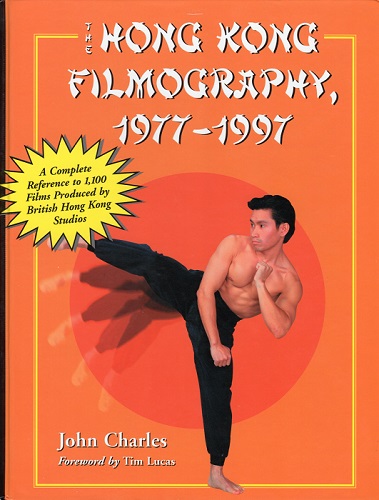 THE HONG KONG
FILMOGRAPHY,
1977–1997
A Complete
Reference to 1,100
Films Produced by
British Hong Kong
Studios
John Charles
Foreword by Tim Lucas